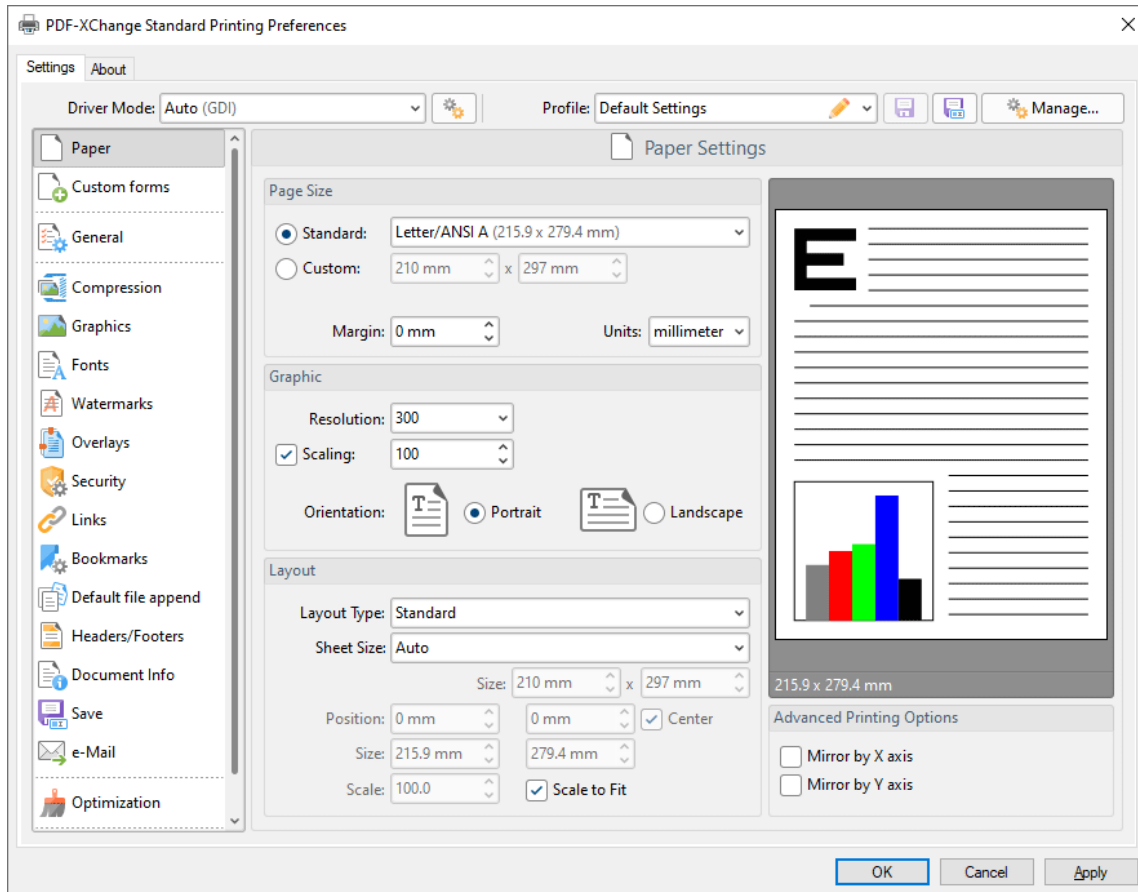 PDF-XChange Standard Printing Preferences
Settings About
Driver Mode: Auto (GDI) Profile: Default Settings Manage...
Paper
Custom forms
General
Compression
Graphics
Fonts
Watermarks
Overlays
Security
Links
Bookmarks
Default file append
Headers/Footers
Document Info
Save
e-Mail
Optimization
Paper Settings
Page Size
Standard: Letter/ANSI A (215.9 x 279.4 mm)
Custom: 210 mm x 297 mm
Margin: 0 mm Units: millimeter
Graphic
Resolution: 300
Scaling: 100
Orientation: T Portrait T Landscape
Layout
Layout Type: Standard
Sheet Size: Auto
Size: 210 mm x 297 mm
Position: 0 mm 0 mm Center
Size: 215.9 mm 279.4 mm
Scale: 100.0 Scale to Fit
E
215.9 x 279.4 mm
Advanced Printing Options
Mirror by X axis
Mirror by Y axis
OK Cancel Apply